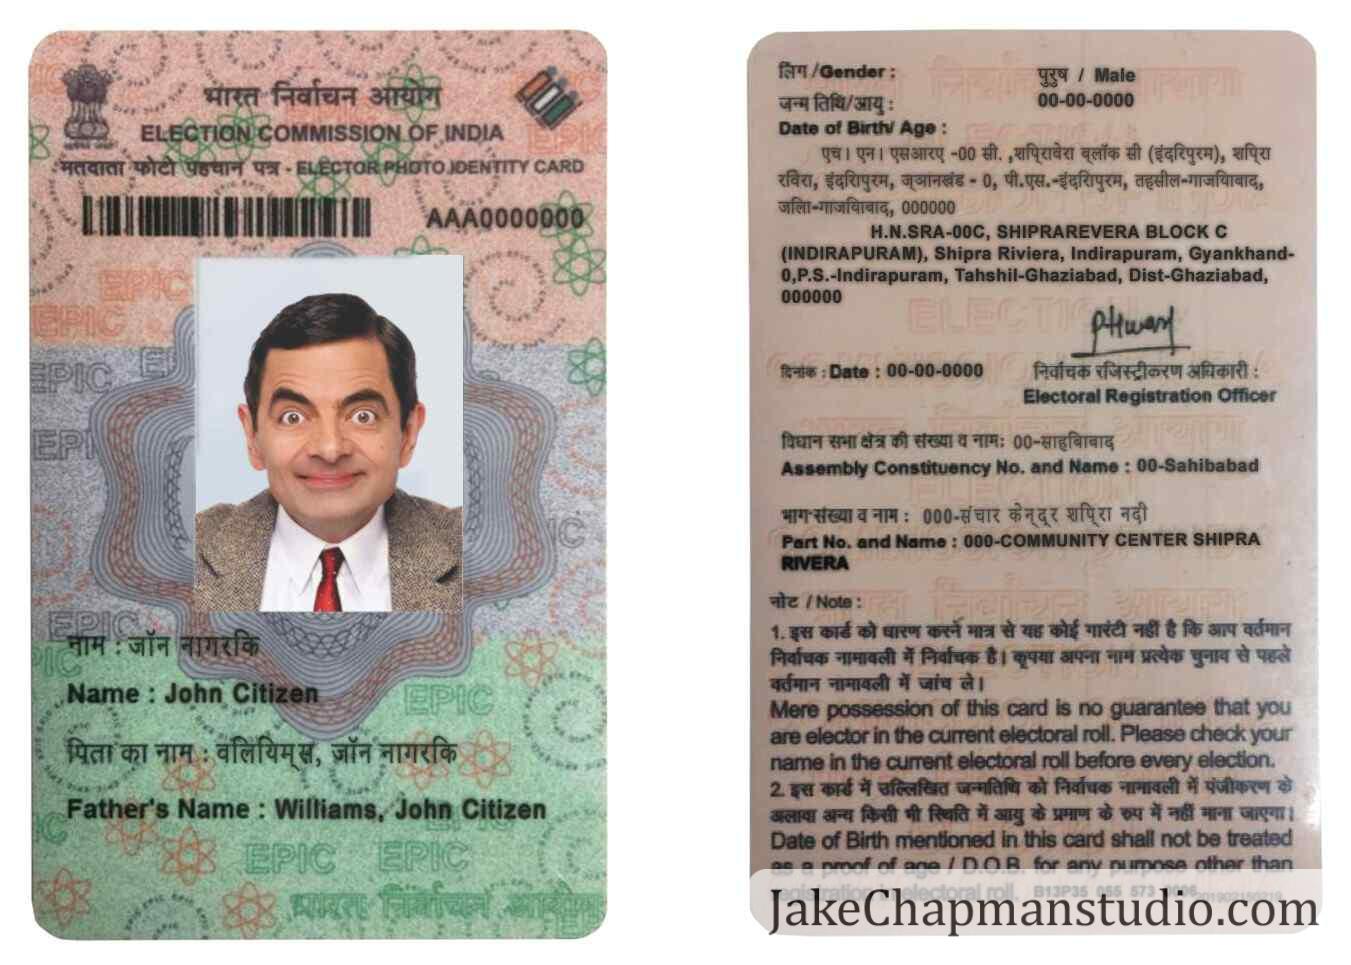 भारत निर्वाचन आयोग
ELECTION COMMISSION OF INDIA
मतदाता फोटो पहचान पत्र - ELECTOR PHOTO IDENTITY CARD
AAA0000000
नाम : जॉन नागरकि
Name : John Citizen
पिता का नाम : वलियिम्स, जॉन नागरकि
Father's Name : Williams, John Citizen
EPIC EPIC
भारत निर्वाचन आयोग
लिंग /Gender : पुरुष / Male
जन्म तिथि/आयु : 00-00-0000
Date of Birth/ Age :
एच। एन। एसआरए -00 सी. ,शप्रिावेरा ब्लॉक सी (इंदरिपुरम), शपि्रा
रविेरा, इंदरिापुरम, ज्ञानखंड - 0, पी.एस.-इंदरिापुरम, तहसील-गाजयिाबाद,
जलिा-गाजयिाबाद, 000000
H.N.SRA-00C, SHIPRAREVERA BLOCK C
(INDIRAPURAM), Shipra Riviera, Indirapuram, Gyankhand-
0,P.S.-Indirapuram, Tahshil-Ghaziabad, Dist-Ghaziabad,
000000
दिनांक : Date : 00-00-0000
निर्वाचक रजिस्ट्रीकरण अधिकारी :
Electoral Registration Officer
विधान सभा क्षेत्र की संख्या व नाम: 00-साहिबाबाद
Assembly Constituency No. and Name : 00-Sahibabad
भाग संख्या व नाम : 000-संचार केन्द्र शपि्रा नदी
Part No. and Name : 000-COMMUNITY CENTER SHIPRA
RIVERA
नोट / Note :
1. इस कार्ड को धारण करने मात्र से यह कोई गारंटी नहीं है कि आप वर्तमान
निर्वाचक नामावली में निर्वाचक है। कृपया अपना नाम प्रत्येक चुनाव से पहले
वर्तमान नामावली में जांच ले।
Mere possession of this card is no guarantee that you
are elector in the current electoral roll. Please check your
name in the current electoral roll before every election.
2. इस कार्ड में उल्लिखित जन्मतिथि को निर्वाचक नामावली में पंजीकरण के
अलावा अन्य किसी भी स्थिति में आयु के प्रमाण के रुप में नहीं माना जाएगा।
Date of Birth mentioned in this card shall not be treated
as a proof of age / D.O.B. for any purpose other than
registration in electoral roll. B13P35 055 573
JakeChapmanstudio.com